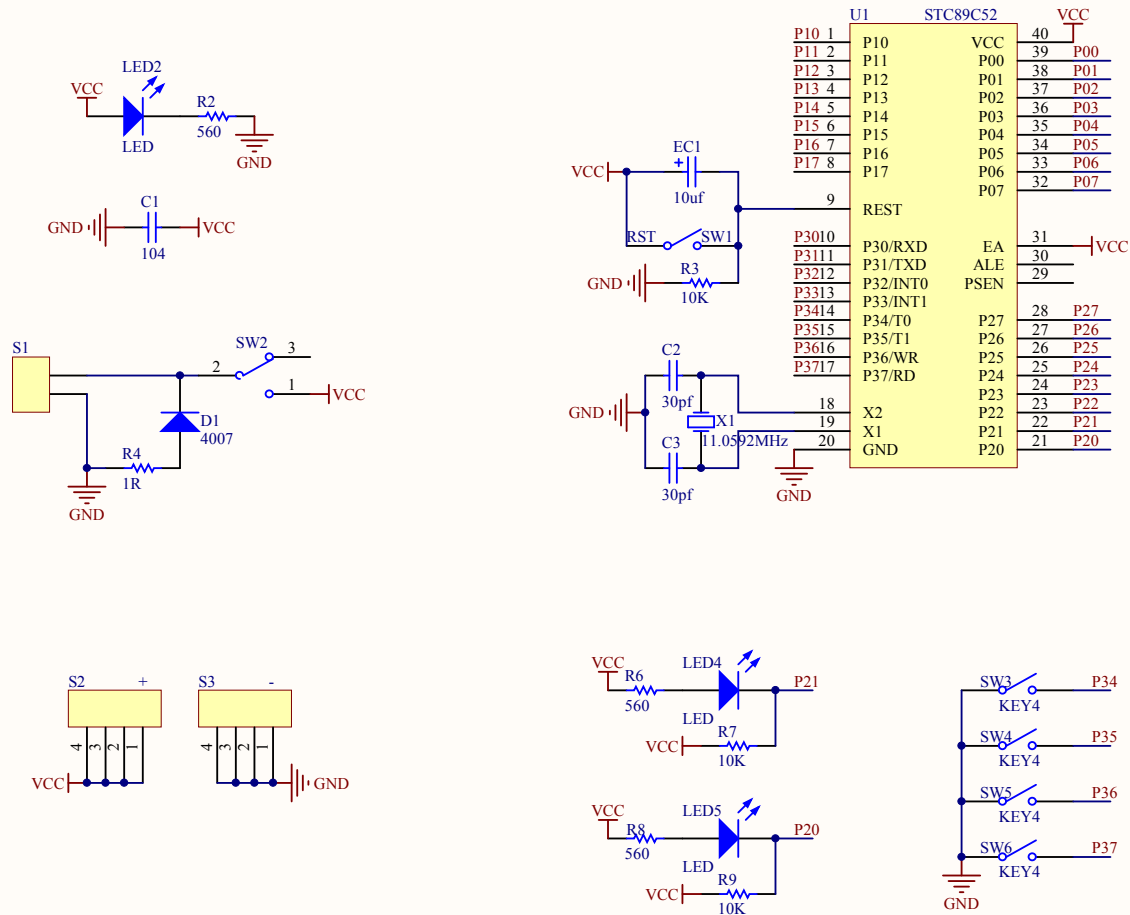 LED2
VCC
R2
LED
560
GND
C1
GND
VCC
104
S1
SW2
2
3
1
VCC
D1
4007
R4
1R
GND
S2
+
4
3
2
1
VCC
S3
-
4
3
2
1
GND
EC1
+
VCC
10uf
RST
SW1
R3
GND
10K
C2
30pf
GND
X1
11.0592MHz
C3
30pf
U1
STC89C52
VCC
P10 1 P10 VCC 40
P11 2 P11 P00 39 P00
P12 3 P12 P01 38 P01
P13 4 P13 P02 37 P02
P14 5 P14 P03 36 P03
P15 6 P15 P04 35 P04
P16 7 P16 P05 34 P05
P17 8 P17 P06 33 P06
P07 32 P07
9 REST
P30 10 P30/RXD EA 31 VCC
P31 11 P31/TXD ALE 30
P32 12 P32/INT0 PSEN 29
P33 13 P33/INT1
P34 14 P34/T0 P27 28 P27
P35 15 P35/T1 P26 27 P26
P36 16 P36/WR P25 26 P25
P37 17 P37/RD P24 25 P24
P23 24 P23
18 X2 P22 23 P22
19 X1 P21 22 P21
20 GND P20 21 P20
GND
VCC
R6
LED4
P21
560
LED
R7
VCC
10K
VCC
R8
LED5
P20
560
LED
R9
VCC
10K
SW3
P34
KEY4
SW4
P35
KEY4
SW5
P36
KEY4
SW6
P37
KEY4
GND